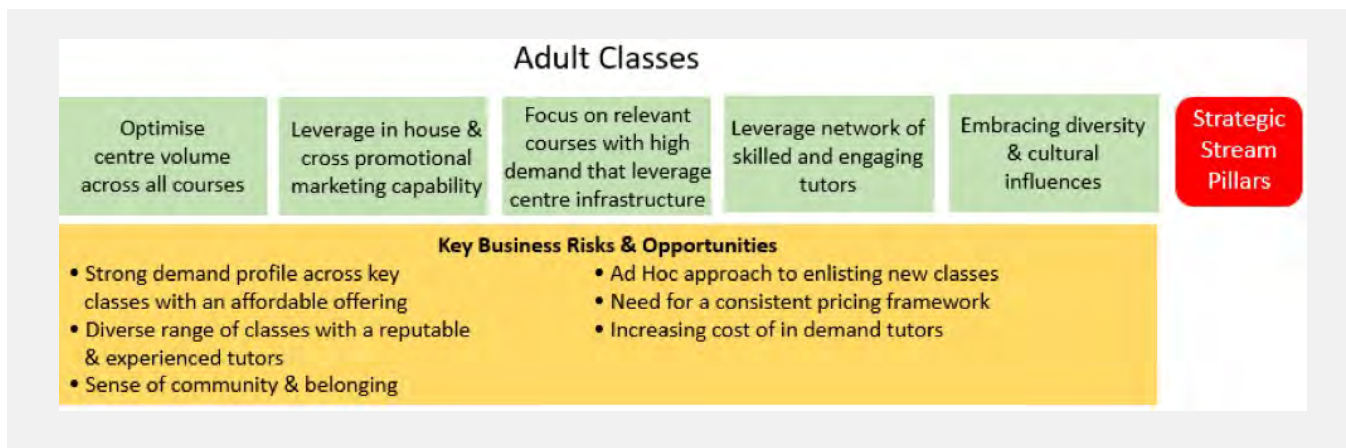 Adult Classes
Optimise
centre volume
across all courses
Leverage in house &
cross promotional
marketing capability
Focus on relevant
courses with high
demand that leverage
centre infrastructure
Leverage network of
skilled and engaging
tutors
Embracing diversity
& cultural
influences
Strategic
Stream
Pillars
Key Business Risks & Opportunities
• Strong demand profile across key
classes with an affordable offering
• Diverse range of classes with a reputable
& experienced tutors
• Sense of community & belonging
• Ad Hoc approach to enlisting new classes
• Need for a consistent pricing framework
• Increasing cost of in demand tutors